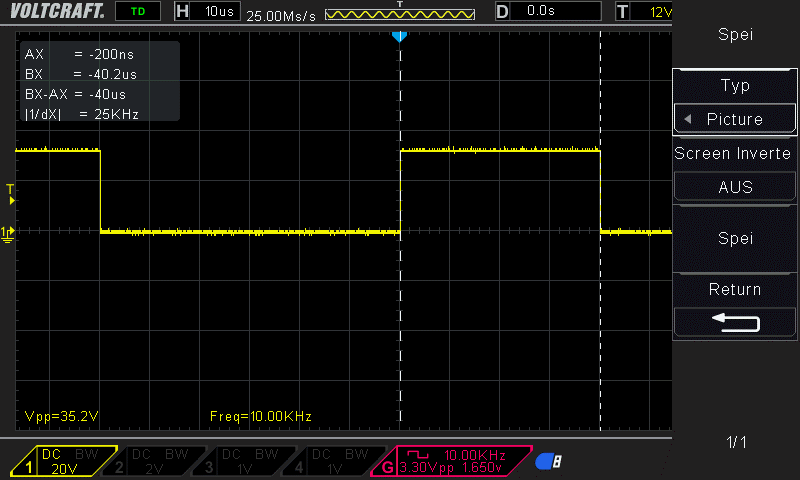 VOLTCRAFT. TD H 10us 25.00Ms/s T D 0.0s T 12V
Spei
AX = -200ns
BX = -40.2us
BX-AX = -40us
|1/dX| = 25KHz
Typ
Picture
Screen Inverte
AUS
Spei
Return
T
1
Vpp=35.2V Freq=10.00KHz
1/1
1 DC BW 20V
2 DC BW 2V
3 DC BW 1V
4 DC BW 1V
G 10.00KHz
3.30Vpp 1.650v